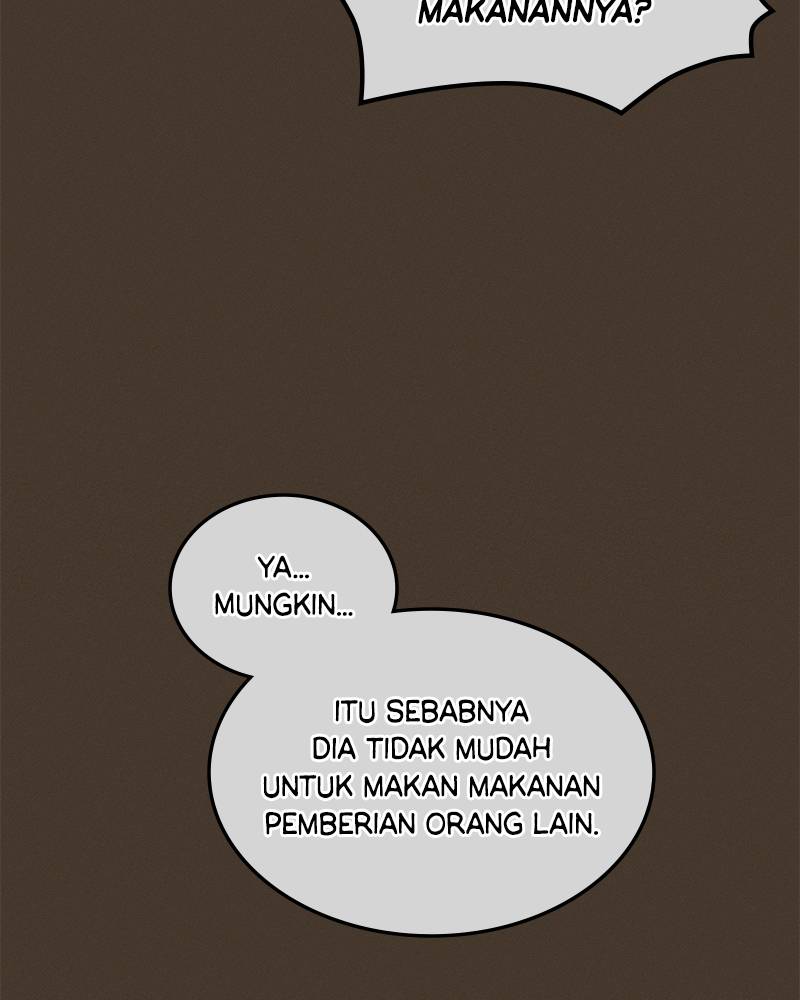 MAKANANNYA?
YA...
MUNGKIN...
ITU SEBABNYA
DIA TIDAK MUDAH
UNTUK MAKAN MAKANAN
PEMBERIAN ORANG LAIN.